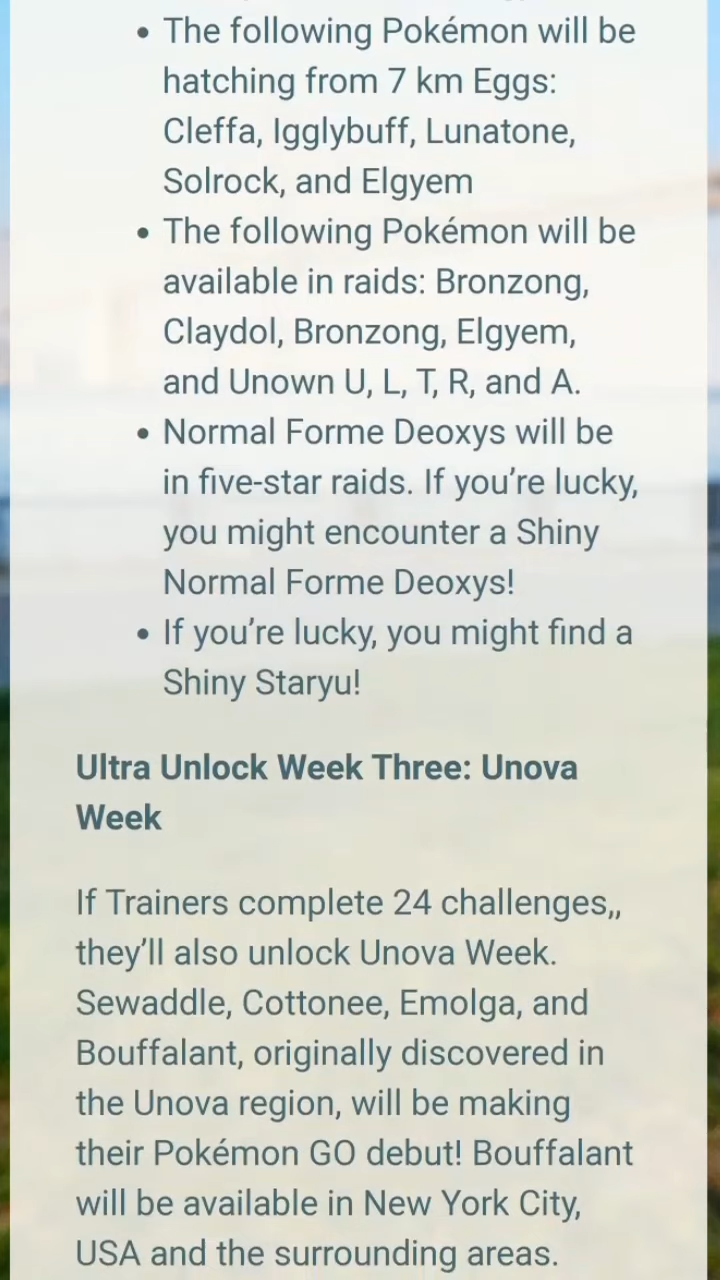 • The following Pokémon will be
hatching from 7 km Eggs:
Cleffa, Igglybuff, Lunatone,
Solrock, and Elgyem
• The following Pokémon will be
available in raids: Bronzong,
Claydol, Bronzong, Elgyem,
and Unown U, L, T, R, and A.
• Normal Forme Deoxys will be
in five-star raids. If you’re lucky,
you might encounter a Shiny
Normal Forme Deoxys!
• If you’re lucky, you might find a
Shiny Staryu!
Ultra Unlock Week Three: Unova
Week
If Trainers complete 24 challenges,,
they’ll also unlock Unova Week.
Sewaddle, Cottonee, Emolga, and
Bouffalant, originally discovered in
the Unova region, will be making
their Pokémon GO debut! Bouffalant
will be available in New York City,
USA and the surrounding areas.